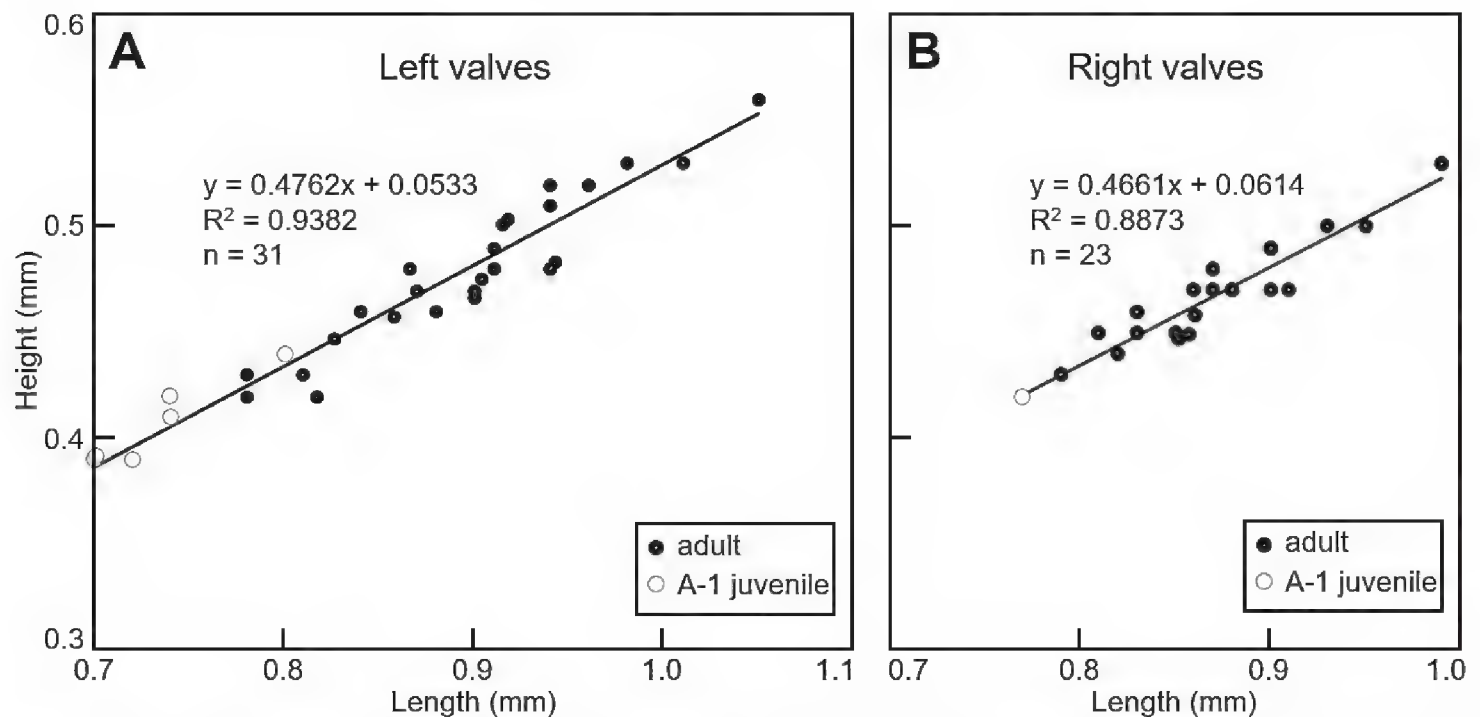 A
Left valves
y = 0.4762x + 0.0533
R² = 0.9382
n = 31
Height (mm)
0.6
0.5
0.4
0.3
0.7 0.8 0.9 1.0 1.1
Length (mm)
adult
A-1 juvenile
B
Right valves
y = 0.4661x + 0.0614
R² = 0.8873
n = 23
0.7 0.8 0.9 1.0
Length (mm)
adult
A-1 juvenile